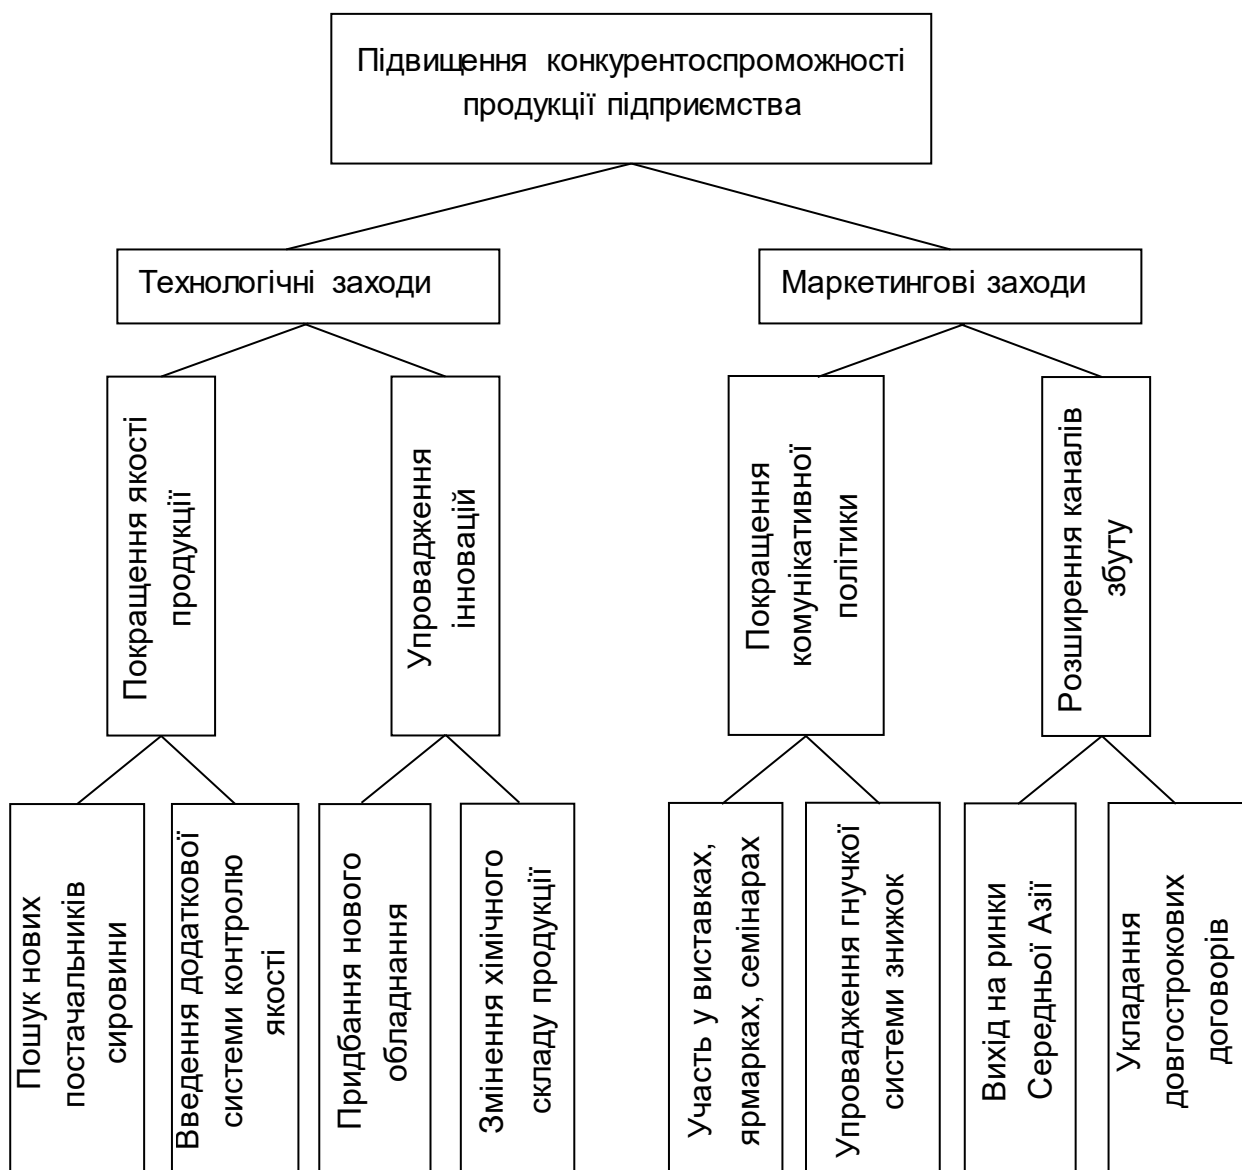 Підвищення конкурентоспроможності
продукції підприємства
Технологічні заходи
Маркетингові заходи
Покращення якості
продукції
Упровадження
інновацій
Покращення
комунікативної
політики
Розширення каналів
збуту
Пошук нових
постачальників
сировини
Введення додаткової
системи контролю
якості
Придбання нового
обладнання
Змінення хімічного
складу продукції
Участь у виставках,
ярмарках, семінарах
Упровадження гнучкої
системи знижок
Вихід на ринки
Середньої Азії
Укладання
довгострокових
договорів